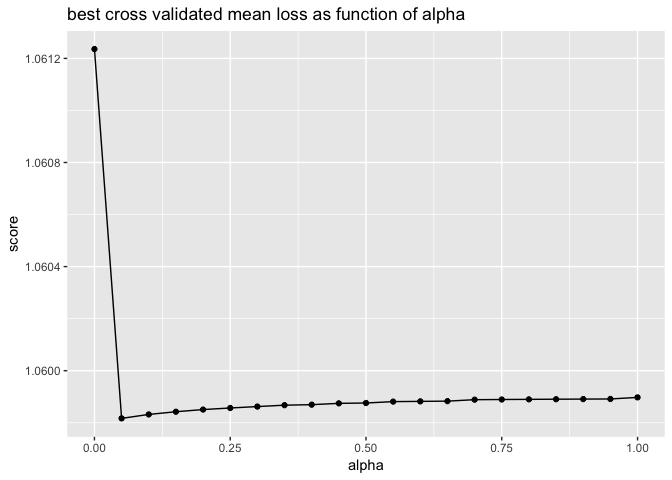 best cross validated mean loss as function of alpha
1.0612
1.0608
1.0604
1.0600
score
0.00 0.25 0.50 0.75 1.00
alpha